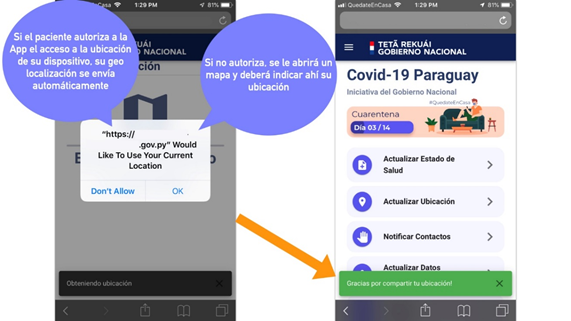 Si el paciente autoriza a la
App el acceso a la ubicación
de su dispositivo, su geo
localización se envía
automáticamente
Si no autoriza, se le abrirá un
mapa y deberá indicar ahí su
ubicación
1:29 PM
81%
NACIONAL
"https://
.gov.py" Would
Like To Use Your Current
Location
Don't Allow
OK
Obteniendo ubicación
QuedateEnCasa
1:29 PM
81%
TETÃ REKUÁI
GOBIERNO NACIONAL
Covid-19 Paraguay
Iniciativa del Gobierno Nacional
#QuedateEnCasa
Cuarentena
Día 03 / 14
Actualizar Estado de
Salud
Actualizar Ubicación
Notificar Contactos
Actualizar Datos
Gracias por compartir tu ubicación!